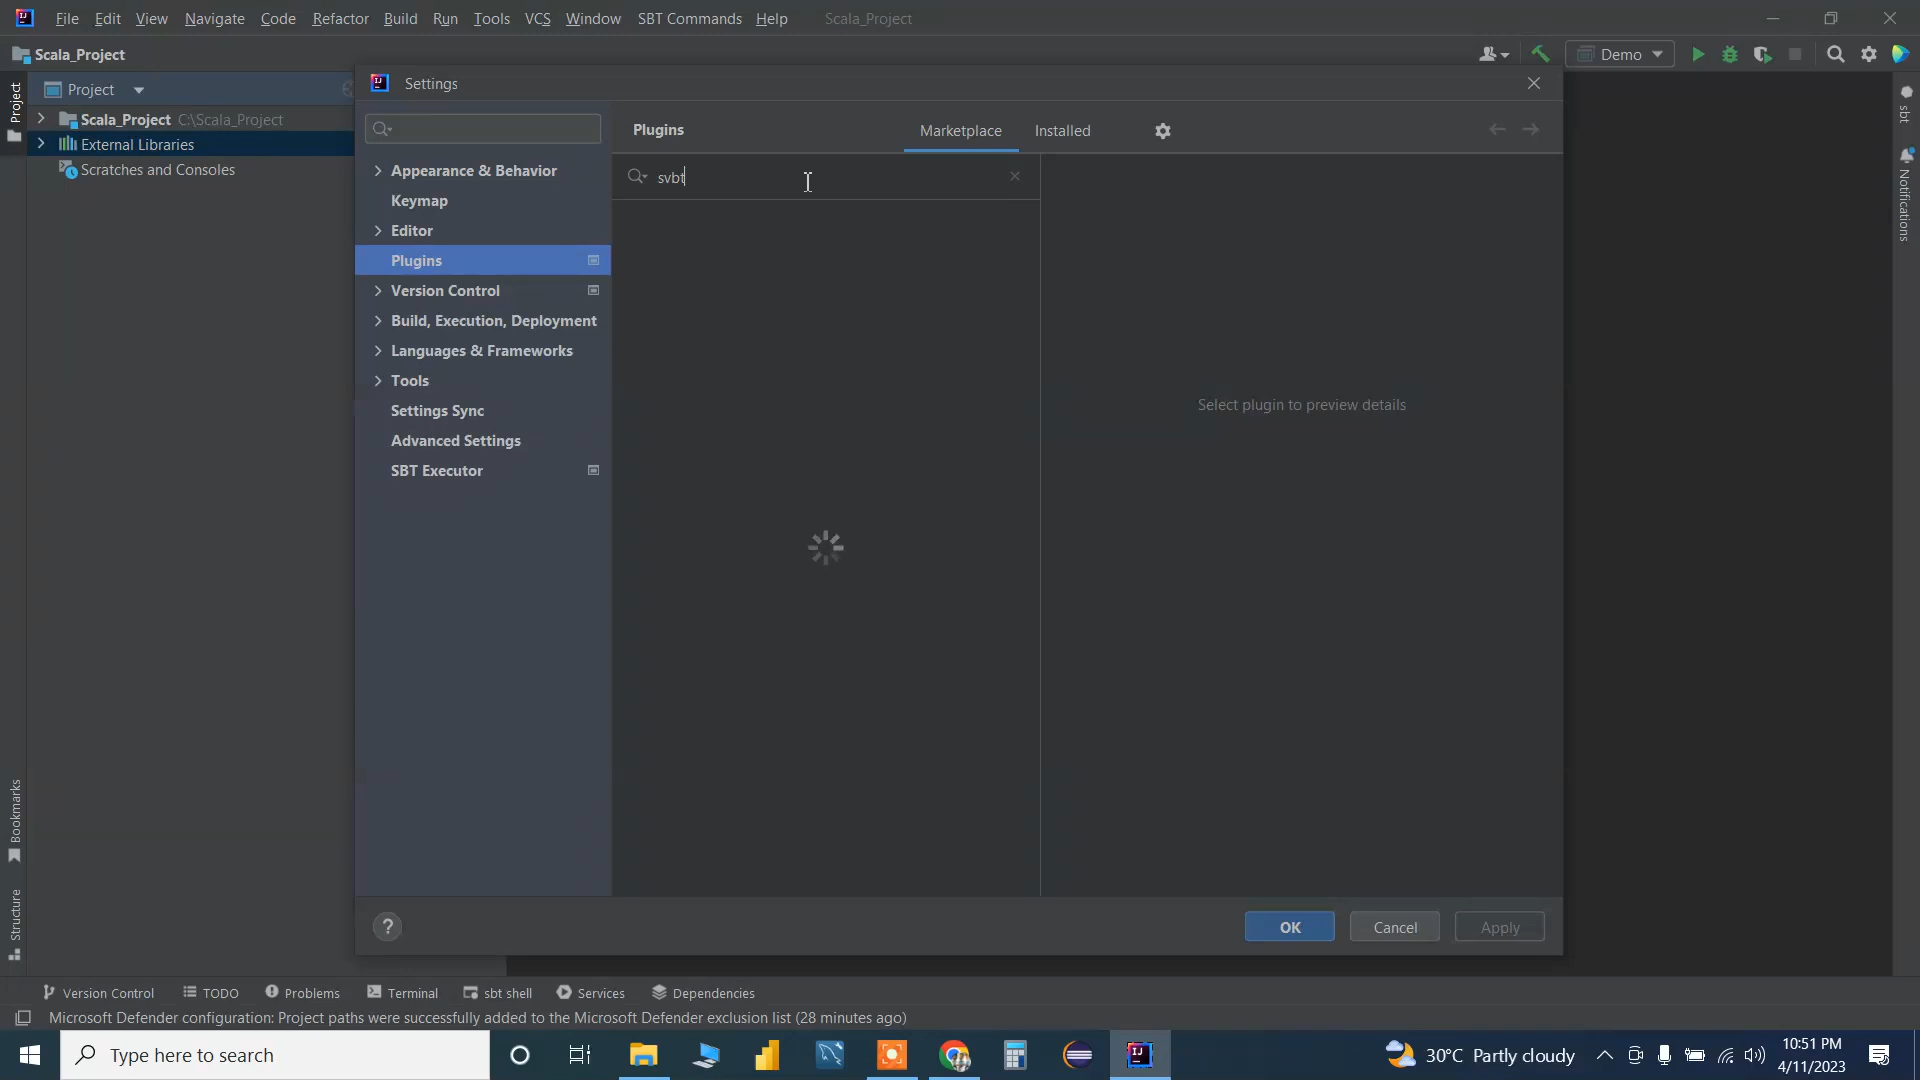 File Edit View Navigate Code Refactor Build Run Tools VCS Window SBT Commands Help Scala_Project
Scala_Project
Demo
Project
Project
Scala_Project C:\Scala_Project
External Libraries
Scratches and Consoles
Settings
Appearance & Behavior
Keymap
Editor
Plugins
Version Control
Build, Execution, Deployment
Languages & Frameworks
Tools
Settings Sync
Advanced Settings
SBT Executor
Plugins Marketplace Installed
svbt
Select plugin to preview details
? OK Cancel Apply
sbt
Notifications
Bookmarks
Structure
Version Control TODO Problems Terminal sbt shell Services Dependencies
Microsoft Defender configuration: Project paths were successfully added to the Microsoft Defender exclusion list (28 minutes ago)
Type here to search
30°C Partly cloudy
10:51 PM
4/11/2023